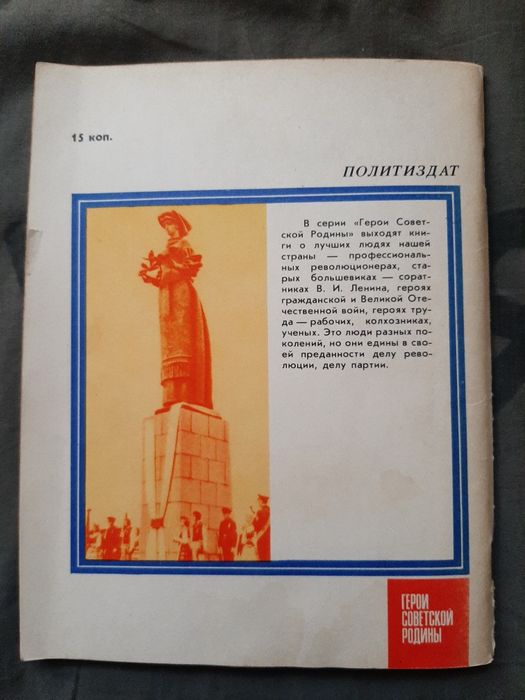 15 коп.
ПОЛИТИЗДАТ
В серии «Герои Совет-
ской Родины» выходят кни-
ги о лучших людях нашей
страны — профессиональ-
ных революционерах, ста-
рых большевиках — сорат-
никах В. И. Ленина, героях
гражданской и Великой Оте-
чественной войн, героях тру-
да — рабочих, колхозниках,
ученых. Это люди разных по-
колений, но они едины в сво-
ей преданности делу рево-
люции, делу партии.
ГЕРОИ
СОВЕТСКОЙ
РОДИНЫ